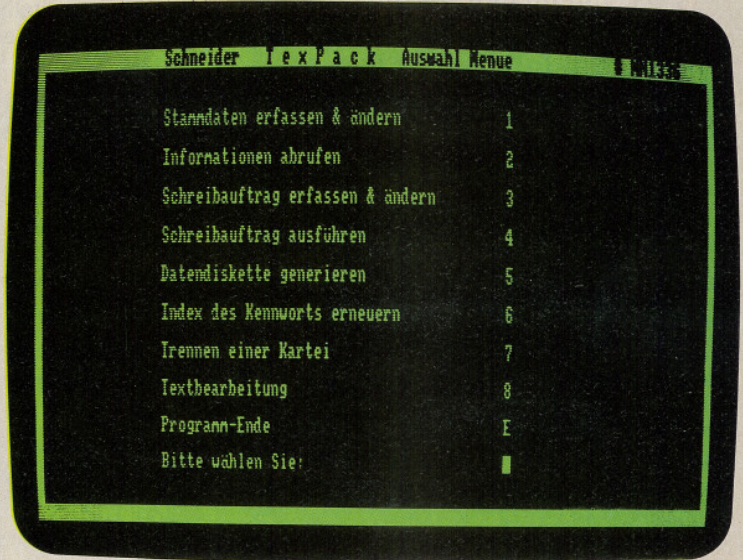 Schneider TexPack Auswahl Menue
Stammdaten erfassen & ändern 1
Informationen abrufen 2
Schreibauftrag erfassen & ändern 3
Schreibauftrag ausführen 4
Datendiskette generieren 5
Index des Kennworts erneuern 6
Trennen einer Kartei 7
Textbearbeitung 8
Programm-Ende E
Bitte wählen Sie: